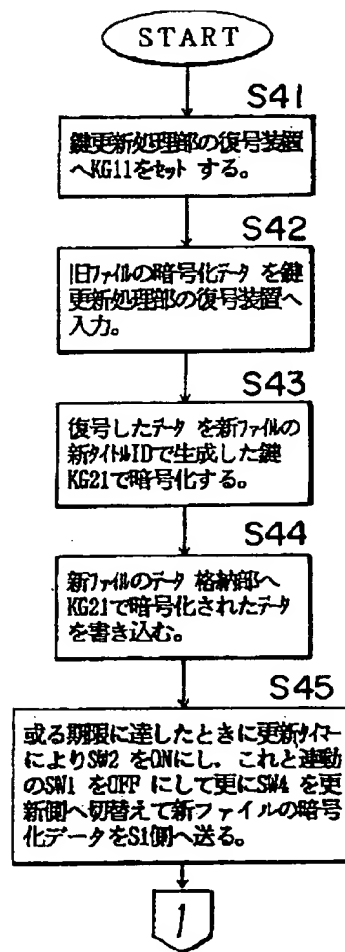 START
S41
鍵更新処理部の復号装置
へKG11をセット する。
S42
旧ファイルの暗号化データ を鍵
更新処理部の復号装置へ
入力。
S43
復号したデータ を新ファイルの
新タイトルIDで生成した鍵
KG21で暗号化する。
S44
新ファイルのデータ 格納部へ
KG21で暗号化されたデータ
を書き込む。
S45
或る期限に達したときに更新タイマー
によりSW2 をONにし、これと連動
のSW1 をOFF にして更にSW4 を更
新側へ切替えて新ファイルの暗号
化データをS1側へ送る。
1